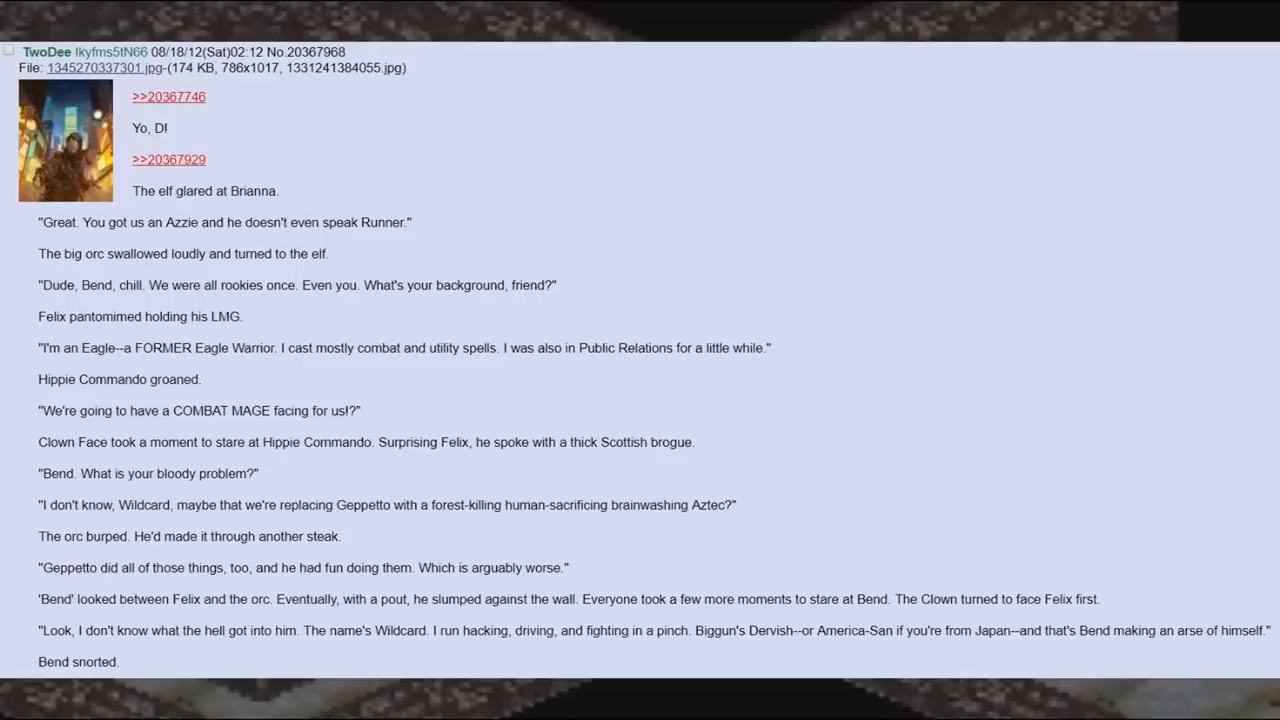 TwoDee !kyfms5tN66 08/18/12(Sat)02:12 No.20367968
File: 1345270337301.jpg-(174 KB, 786x1017, 1331241384055.jpg)
>>20367746
Yo, D!
>>20367929
The elf glared at Brianna.
"Great. You got us an Azzie and he doesn't even speak Runner."
The big orc swallowed loudly and turned to the elf.
"Dude, Bend, chill. We were all rookies once. Even you. What's your background, friend?"
Felix pantomimed holding his LMG.
"I'm an Eagle--a FORMER Eagle Warrior. I cast mostly combat and utility spells. I was also in Public Relations for a little while."
Hippie Commando groaned.
"We're going to have a COMBAT MAGE facing for us!?"
Clown Face took a moment to stare at Hippie Commando. Surprising Felix, he spoke with a thick Scottish brogue.
"Bend. What is your bloody problem?"
"I don't know, Wildcard, maybe that we're replacing Geppetto with a forest-killing human-sacrificing brainwashing Aztec?"
The orc burped. He'd made it through another steak.
"Geppetto did all of those things, too, and he had fun doing them. Which is arguably worse."
'Bend' looked between Felix and the orc. Eventually, with a pout, he slumped against the wall. Everyone took a few more moments to stare at Bend. The Clown turned to face Felix first.
"Look, I don't know what the hell got into him. The name's Wildcard. I run hacking, driving, and fighting in a pinch. Biggun's Dervish--or America-San if you're from Japan--and that's Bend making an arse of himself."
Bend snorted.